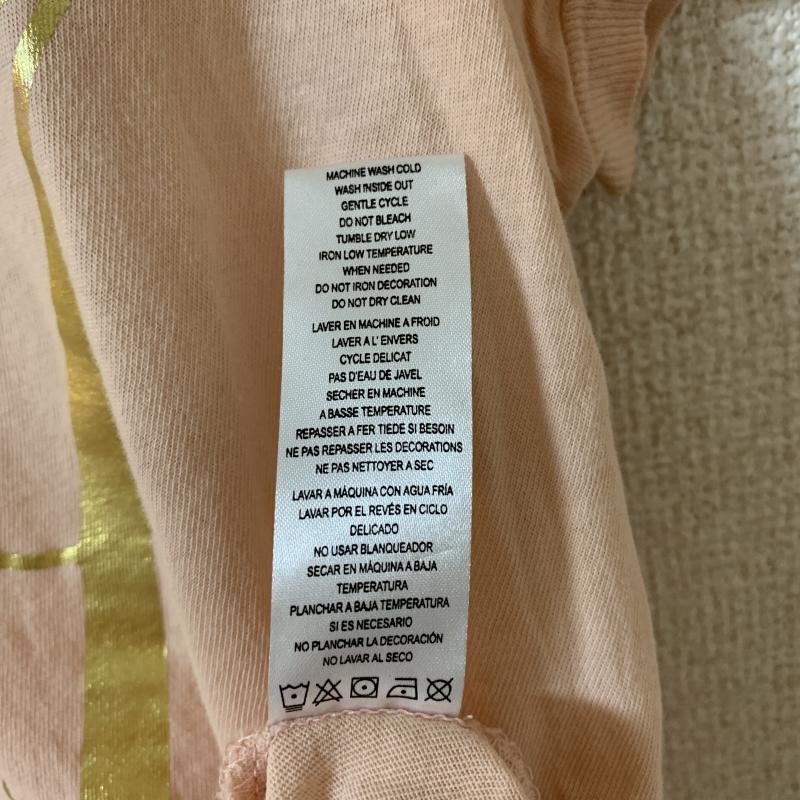 MACHINE WASH COLD
WASH INSIDE OUT
GENTLE CYCLE
DO NOT BLEACH
TUMBLE DRY LOW
IRON LOW TEMPERATURE
WHEN NEEDED
DO NOT IRON DECORATION
DO NOT DRY CLEAN
LAVER EN MACHINE A FROID
LAVER A L' ENVERS
CYCLE DELICAT
PAS D'EAU DE JAVEL
SECHER EN MACHINE
A BASSE TEMPERATURE
REPASSER A FER TIEDE SI BESOIN
NE PAS REPASSER LES DECORATIONS
NE PAS NETTOYER A SEC
LAVAR A MÁQUINA CON AGUA FRÍA
LAVAR POR EL REVÉS EN CICLO
DELICADO
NO USAR BLANQUEADOR
SECAR EN MÁQUINA A BAJA
TEMPERATURA
PLANCHAR A BAJA TEMPERATURA
SI ES NECESARIO
NO PLANCHAR LA DECORACIÓN
NO LAVAR AL SECO